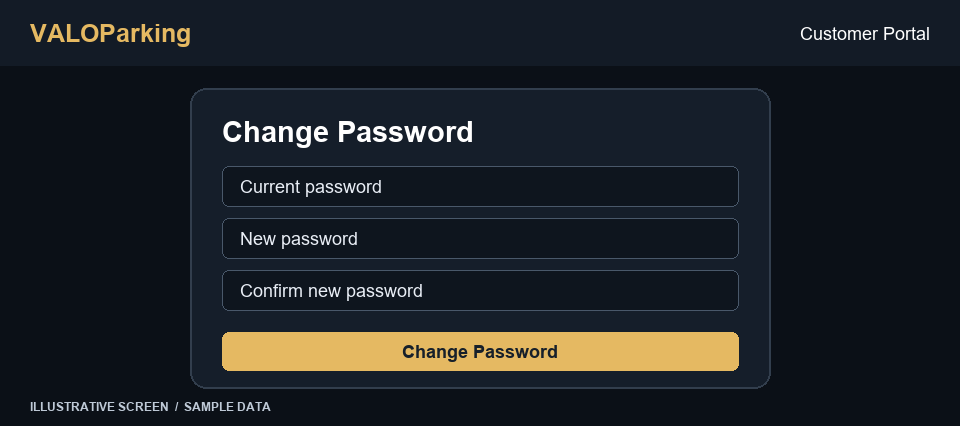 VALOParking
Customer Portal
Change Password
Current password
New password
Confirm new password
Change Password
ILLUSTRATIVE SCREEN / SAMPLE DATA